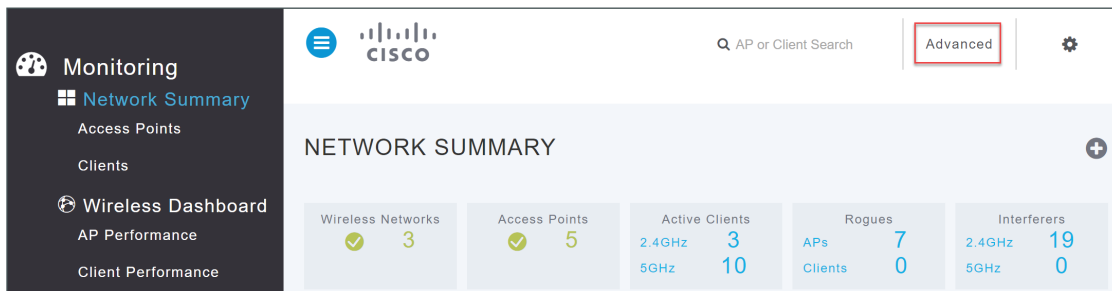 Monitoring
Network Summary
Access Points
Clients
Wireless Dashboard
AP Performance
Client Performance
CISCO
AP or Client Search
Advanced
NETWORK SUMMARY
Wireless Networks
3
Access Points
5
Active Clients
2.4GHz 3
5GHz 10
Rogues
APs 7
Clients 0
Interferers
2.4GHz 19
5GHz 0